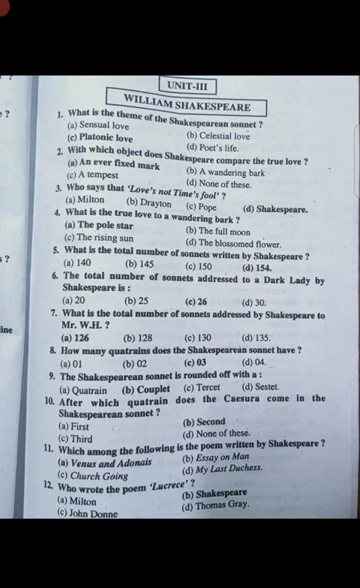 UNIT-III
WILLIAM SHAKESPEARE
1. What is the theme of the Shakespearean sonnet ?
(a) Sensual love (b) Celestial love
(c) Platonic love (d) Poet's life.
2. With which object does Shakespeare compare the true love ?
(a) An ever fixed mark (b) A wandering bark
(c) A tempest (d) None of these.
3. Who says that 'Love's not Time's fool' ?
(a) Milton (b) Drayton (c) Pope (d) Shakespeare.
4. What is the true love to a wandering bark ?
(a) The pole star (b) The full moon
(c) The rising sun (d) The blossomed flower.
5. What is the total number of sonnets written by Shakespeare ?
(a) 140 (b) 145 (c) 150 (d) 154.
6. The total number of sonnets addressed to a Dark Lady by
Shakespeare is :
(a) 20 (b) 25 (c) 26 (d) 30.
7. What is the total number of sonnets addressed by Shakespeare to
Mr. W.H. ?
(a) 126 (b) 128 (c) 130 (d) 135.
8. How many quatrains does the Shakespearean sonnet have ?
(a) 01 (b) 02 (c) 03 (d) 04.
9. The Shakespearean sonnet is rounded off with a :
(a) Quatrain (b) Couplet (c) Tercet (d) Sestet.
10. After which quatrain does the Caesura come in the
Shakespearean sonnet ?
(a) First (b) Second
(c) Third (d) None of these.
11. Which among the following is the poem written by Shakespeare ?
(a) Venus and Adonais (b) Essay on Man
(c) Church Going (d) My Last Duchess.
12. Who wrote the poem 'Lucrece' ?
(a) Milton (b) Shakespeare
(c) John Donne (d) Thomas Gray.